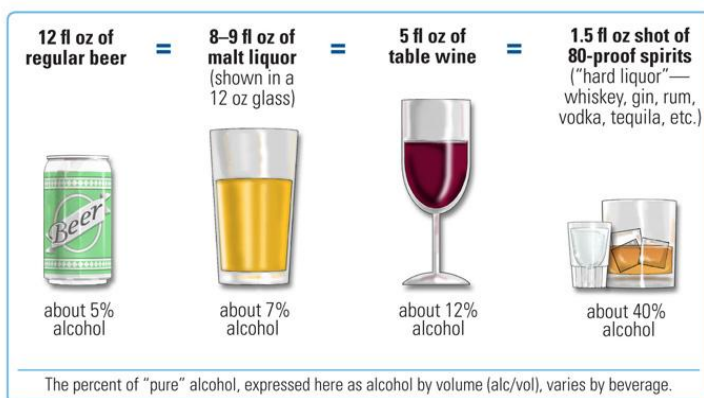 12 fl oz of
regular beer
=
8–9 fl oz of
malt liquor
(shown in a
12 oz glass)
=
5 fl oz of
table wine
=
1.5 fl oz shot of
80-proof spirits
(“hard liquor”—
whiskey, gin, rum,
vodka, tequila, etc.)
Beer
about 5%
alcohol
about 7%
alcohol
about 12%
alcohol
about 40%
alcohol
The percent of “pure” alcohol, expressed here as alcohol by volume (alc/vol), varies by beverage.